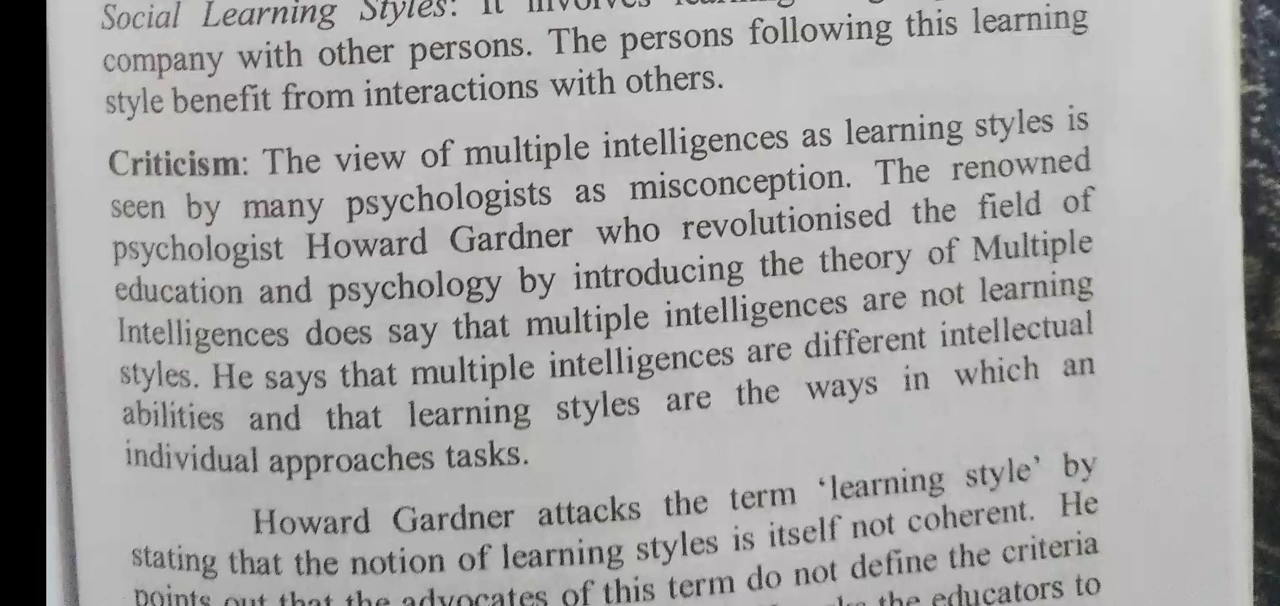 Social Learning Styles: It involves
company with other persons. The persons following this learning
style benefit from interactions with others.
Criticism: The view of multiple intelligences as learning styles is
seen by many psychologists as misconception. The renowned
psychologist Howard Gardner who revolutionised the field of
education and psychology by introducing the theory of Multiple
Intelligences does say that multiple intelligences are not learning
styles. He says that multiple intelligences are different intellectual
abilities and that learning styles are the ways in which an
individual approaches tasks.
Howard Gardner attacks the term ‘learning style’ by
stating that the notion of learning styles is itself not coherent. He
points out that the advocates of this term do not define the criteria
the educators to